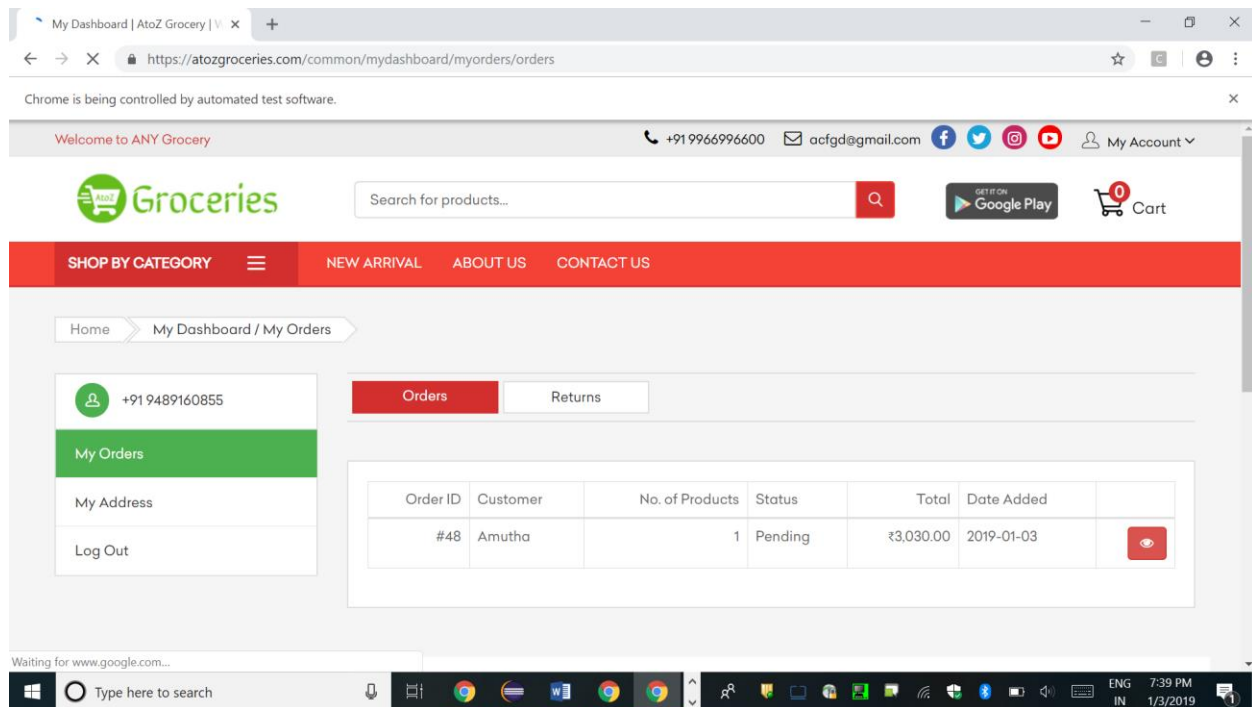 My Dashboard | AtoZ Grocery |
https://atozgroceries.com/common/mydashboard/myorders/orders
C
Chrome is being controlled by automated test software.
Welcome to ANY Grocery
+91 9966996600 acfgd@gmail.com My Account
AtoZ Groceries
Search for products...
GET IT ON
Google Play
0
Cart
SHOP BY CATEGORY NEW ARRIVAL ABOUT US CONTACT US
Home My Dashboard / My Orders
+91 9489160855
Orders Returns
My Orders
My Address
Log Out
Order ID Customer No. of Products Status Total Date Added
#48 Amutha 1 Pending ₹3,030.00 2019-01-03
Waiting for www.google.com...
Type here to search
ENG 7:39 PM
IN 1/3/2019
1